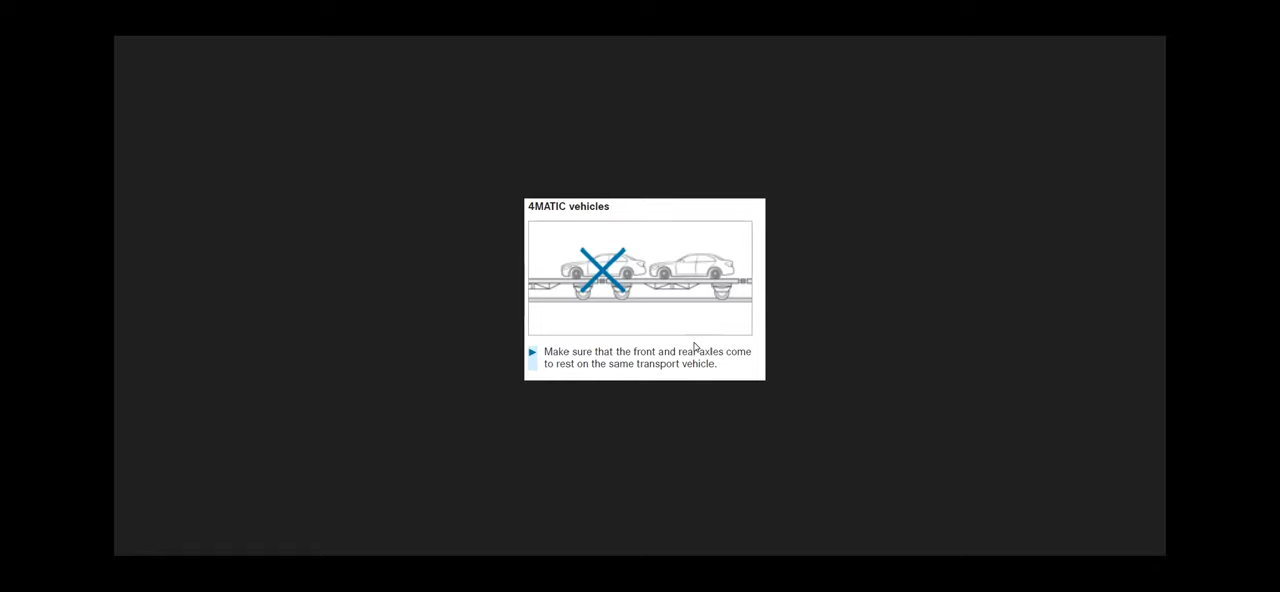 4MATIC vehicles
► Make sure that the front and rear axles come
to rest on the same transport vehicle.